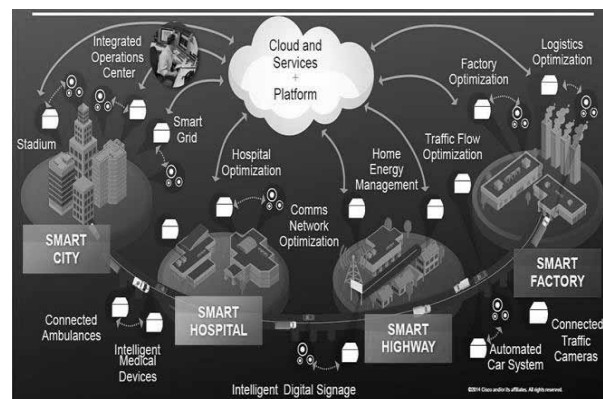 Integrated
Operations
Center
Cloud and
Services
+
Platform
Factory
Optimization
Logistics
Optimization
Stadium
Smart
Grid
Hospital
Optimization
Home
Energy
Management
Traffic Flow
Optimization
Comms
Network
Optimization
SMART
CITY
SMART
HOSPITAL
SMART
HIGHWAY
SMART
FACTORY
Connected
Ambulances
Intelligent
Medical
Devices
Intelligent Digital Signage
Automated
Car System
Connected
Traffic
Cameras
©2014 Cisco and/or its affiliates. All rights reserved.